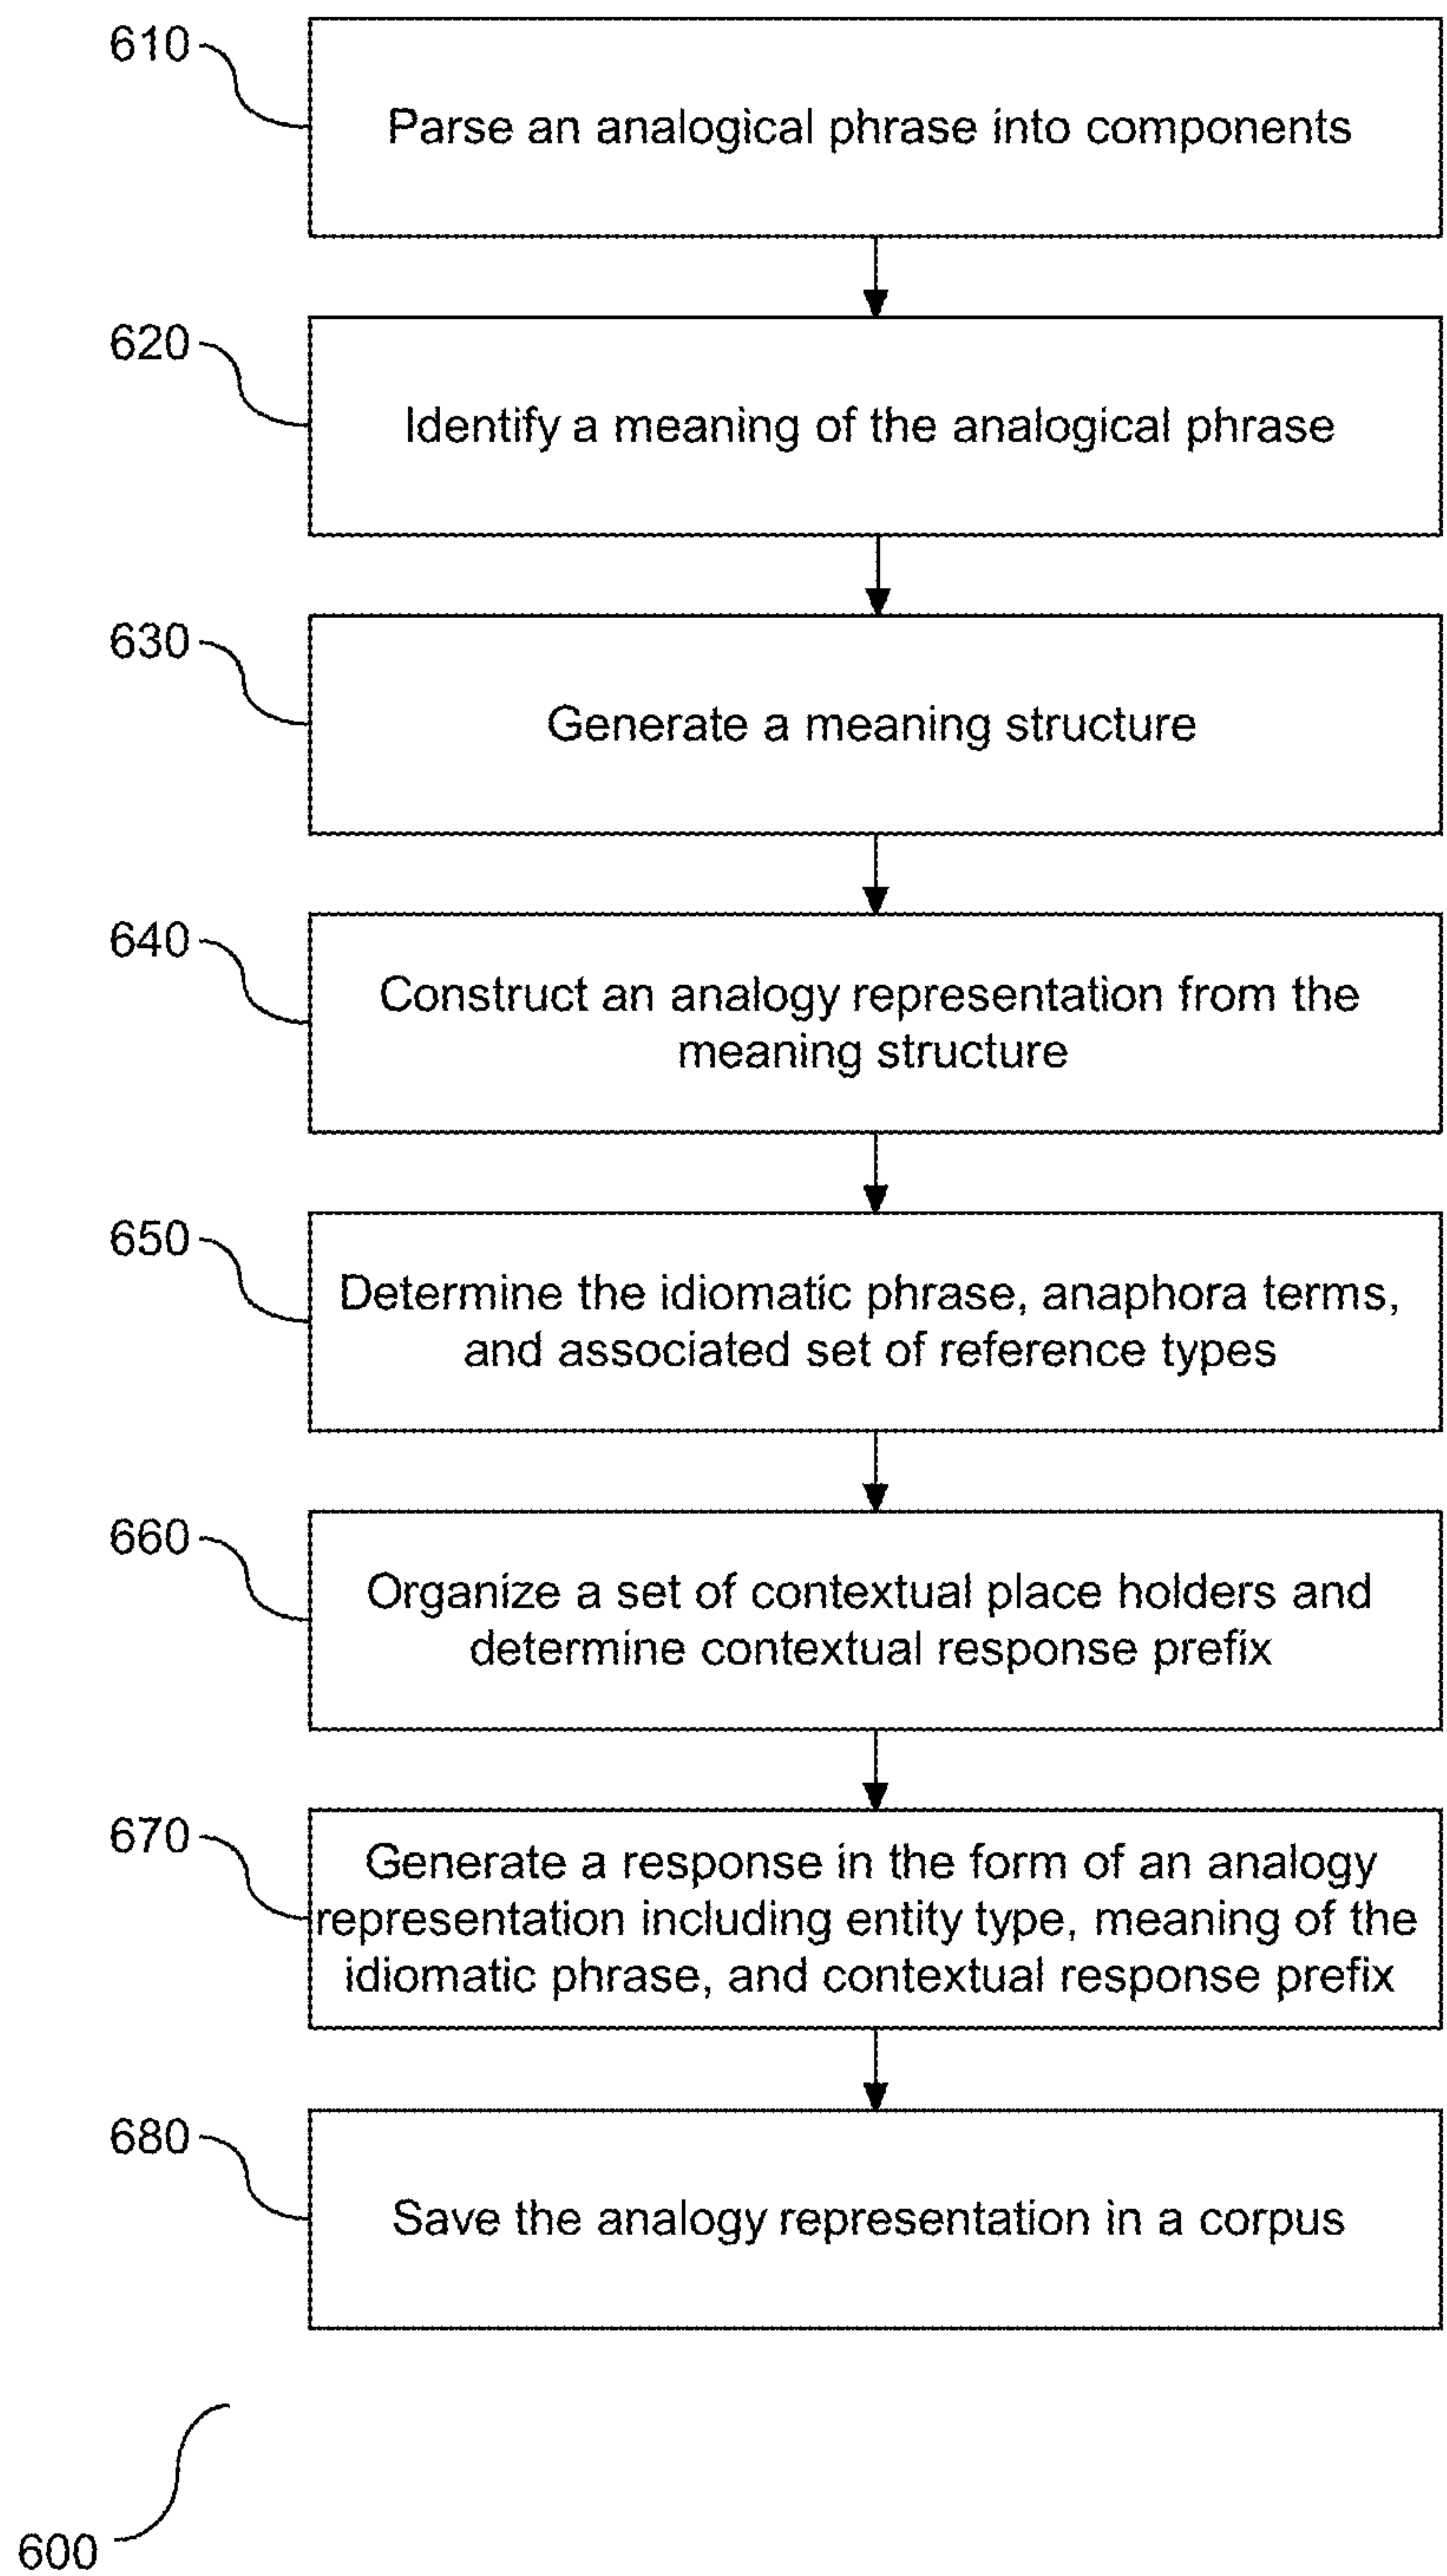 610
Parse an analogical phrase into components
620
Identify a meaning of the analogical phrase
630
Generate a meaning structure
640
Construct an analogy representation from the
meaning structure
650
Determine the idiomatic phrase, anaphora terms,
and associated set of reference types
660
Organize a set of contextual place holders and
determine contextual response prefix
670
Generate a response in the form of an analogy
representation including entity type, meaning of the
idiomatic phrase, and contextual response prefix
680
Save the analogy representation in a corpus
600